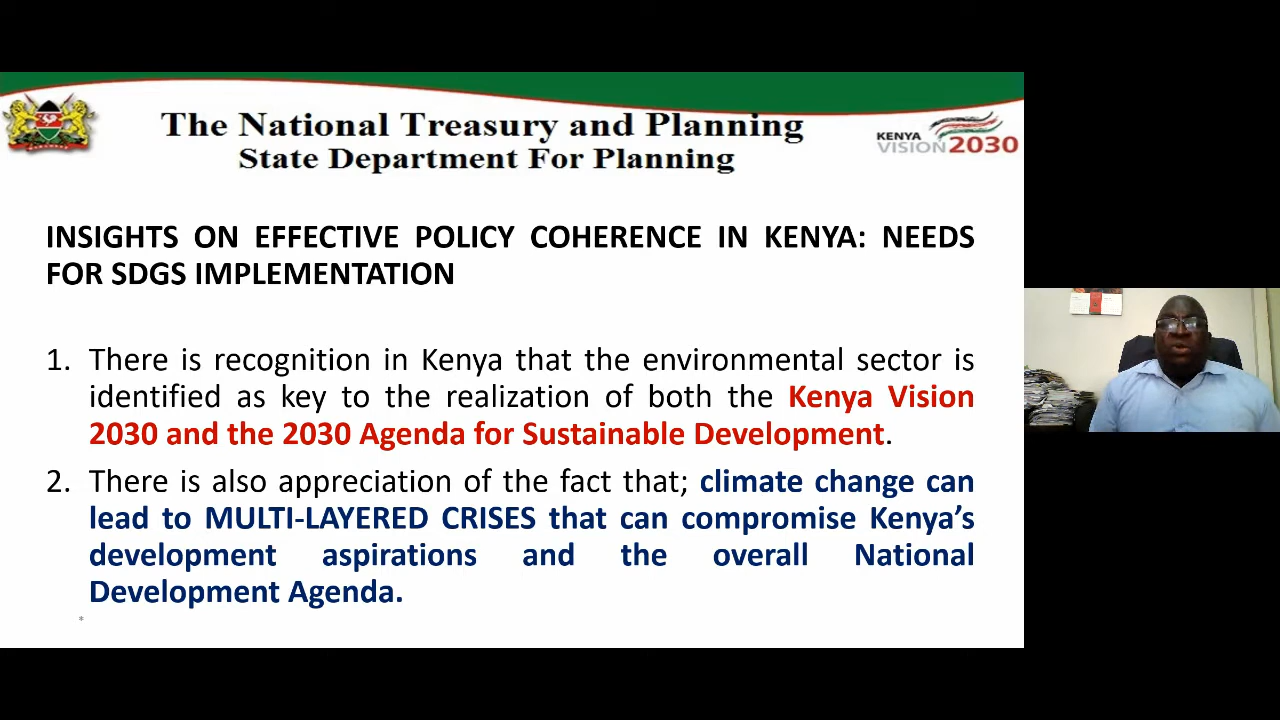 The National Treasury and Planning
State Department For Planning
KENYA
VISION 2030
INSIGHTS ON EFFECTIVE POLICY COHERENCE IN KENYA: NEEDS
FOR SDGS IMPLEMENTATION
1. There is recognition in Kenya that the environmental sector is
identified as key to the realization of both the Kenya Vision
2030 and the 2030 Agenda for Sustainable Development.
2. There is also appreciation of the fact that; climate change can
lead to MULTI-LAYERED CRISES that can compromise Kenya’s
development aspirations and the overall National
Development Agenda.
*